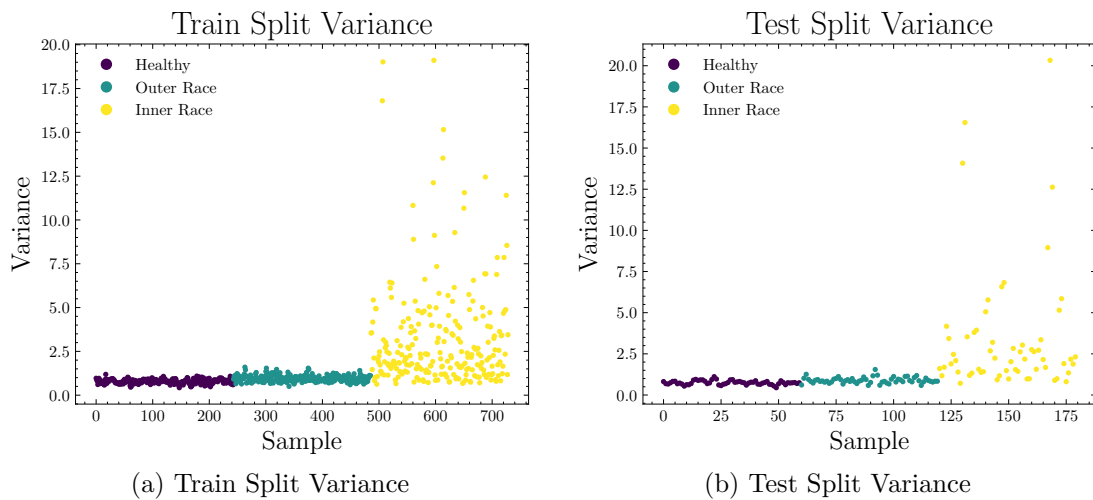 Train Split Variance
20.0
17.5
15.0
12.5
10.0
7.5
5.0
2.5
0.0
Variance
Healthy
Outer Race
Inner Race
0 100 200 300 400 500 600 700
Sample
(a) Train Split Variance
Test Split Variance
20.0
17.5
15.0
12.5
10.0
7.5
5.0
2.5
0.0
Variance
Healthy
Outer Race
Inner Race
0 25 50 75 100 125 150 175
Sample
(b) Test Split Variance